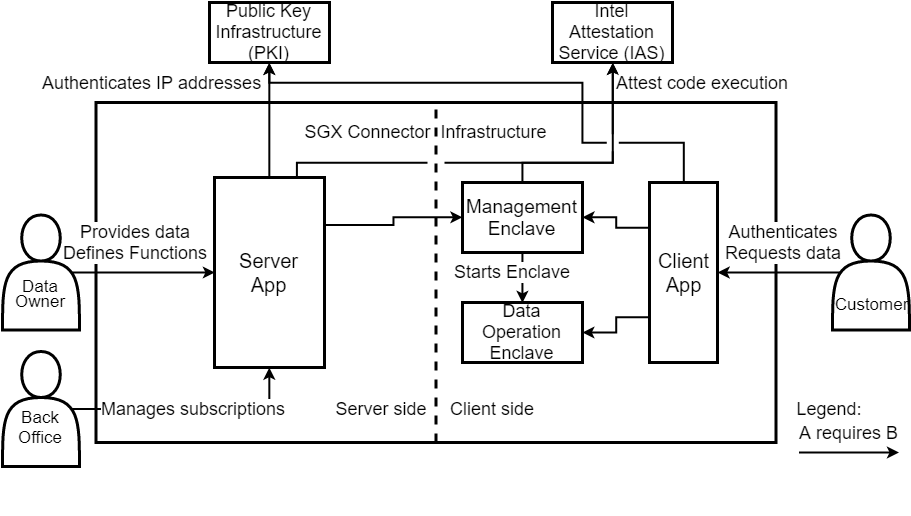 Public Key
Infrastructure
(PKI)
Intel
Attestation
Service (IAS)
Authenticates IP addresses
Attest code execution
SGX Connector Infrastructure
Management
Enclave
Server
App
Client
App
Provides data
Defines Functions
Authenticates
Requests data
Starts Enclave
Data
Owner
Customer
Data
Operation
Enclave
Manages subscriptions
Server side
Client side
Back
Office
Legend:
A requires B